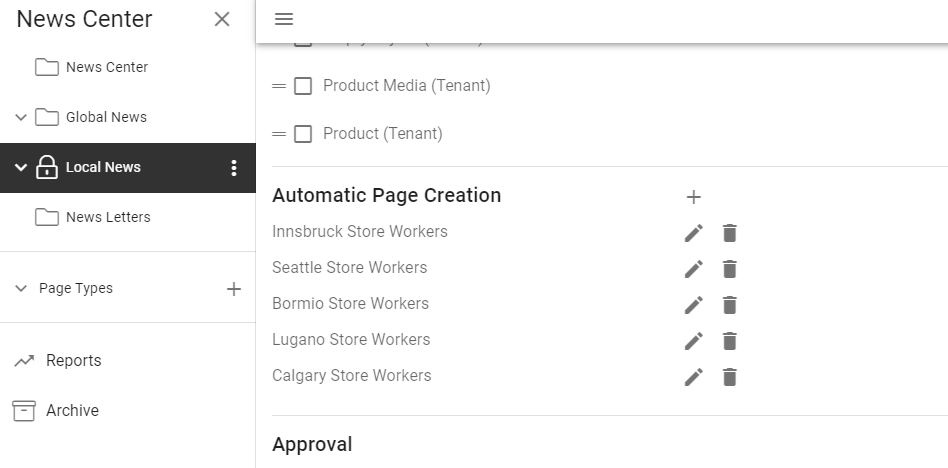 News Center
News Center
Global News
Local News
News Letters
Page Types
Reports
Archive
Product Media (Tenant)
Product (Tenant)
Automatic Page Creation
Innsbruck Store Workers
Seattle Store Workers
Bormio Store Workers
Lugano Store Workers
Calgary Store Workers
Approval